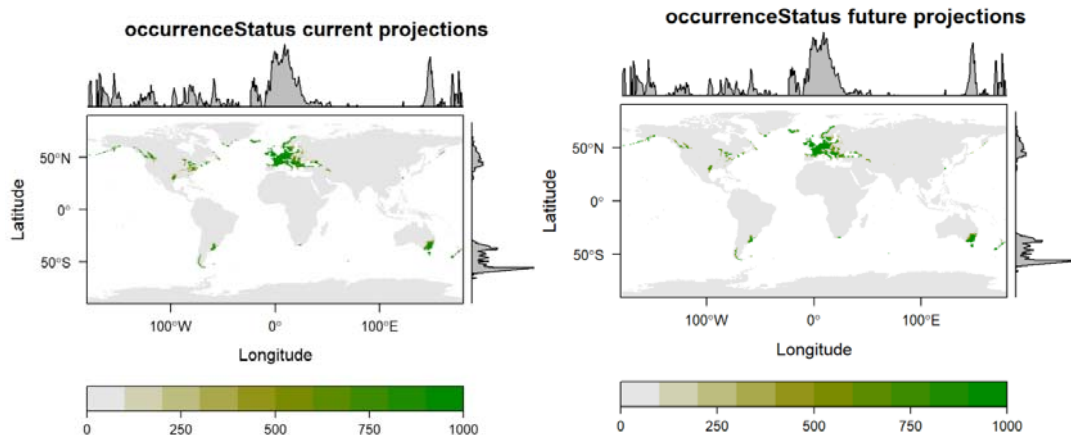 occurrenceStatus current projections
50°N
0°
50°S
Latitude
100°W 0° 100°E
Longitude
0 250 500 750 1000
occurrenceStatus future projections
50°N
0°
50°S
Latitude
100°W 0° 100°E
Longitude
0 250 500 750 1000